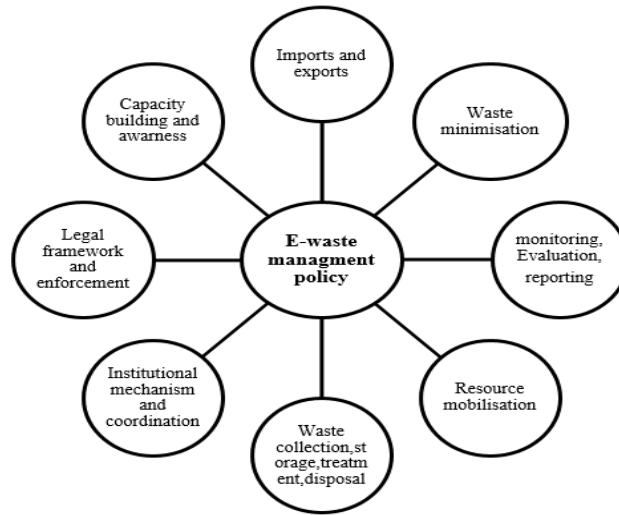 Imports and
exports
Capacity
building and
awarness
Waste
minimisation
Legal
framework
and
enforcement
E-waste
managment
policy
monitoring,
Evaluation,
reporting
Institutional
mechanism
and
coordination
Resource
mobilisation
Waste
collection,st
orage,treatm
ent,disposal